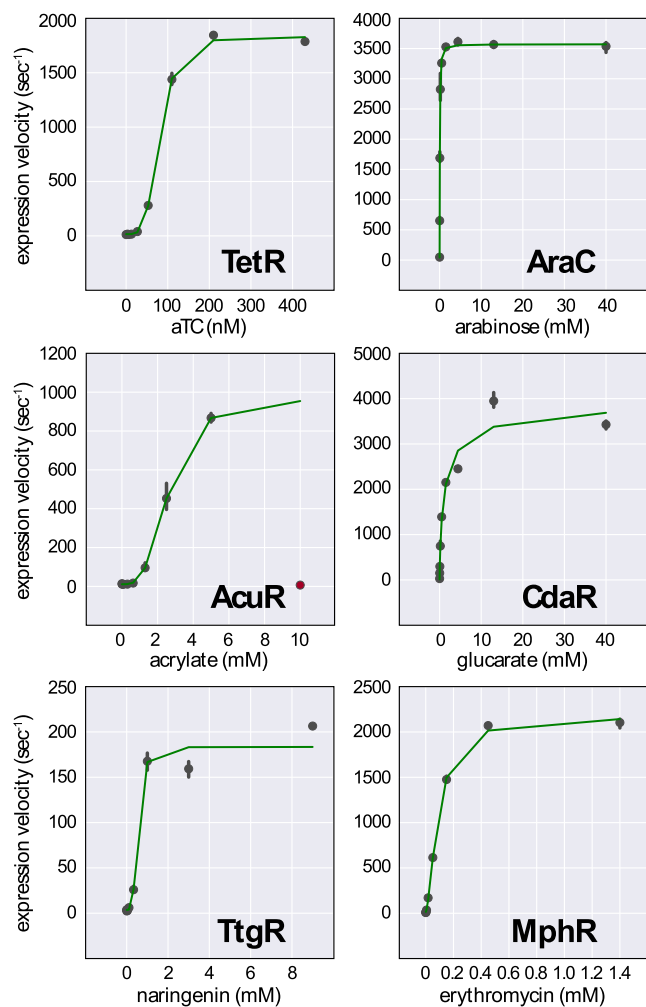 2000
1500
1000
500
0
expression velocity (sec⁻¹)
TetR
0 100 200 300 400
aTC (nM)
4000
3500
3000
2500
2000
1500
1000
500
0
AraC
0 10 20 30 40
arabinose (mM)
1200
1000
800
600
400
200
0
expression velocity (sec⁻¹)
AcuR
0 2 4 6 8 10
acrylate (mM)
5000
4000
3000
2000
1000
0
CdaR
0 10 20 30 40
glucarate (mM)
250
200
150
100
50
0
expression velocity (sec⁻¹)
TtgR
0 2 4 6 8
naringenin (mM)
2500
2000
1500
1000
500
0
MphR
0 0.2 0.4 0.6 0.8 1.0 1.2 1.4
erythromycin (mM)